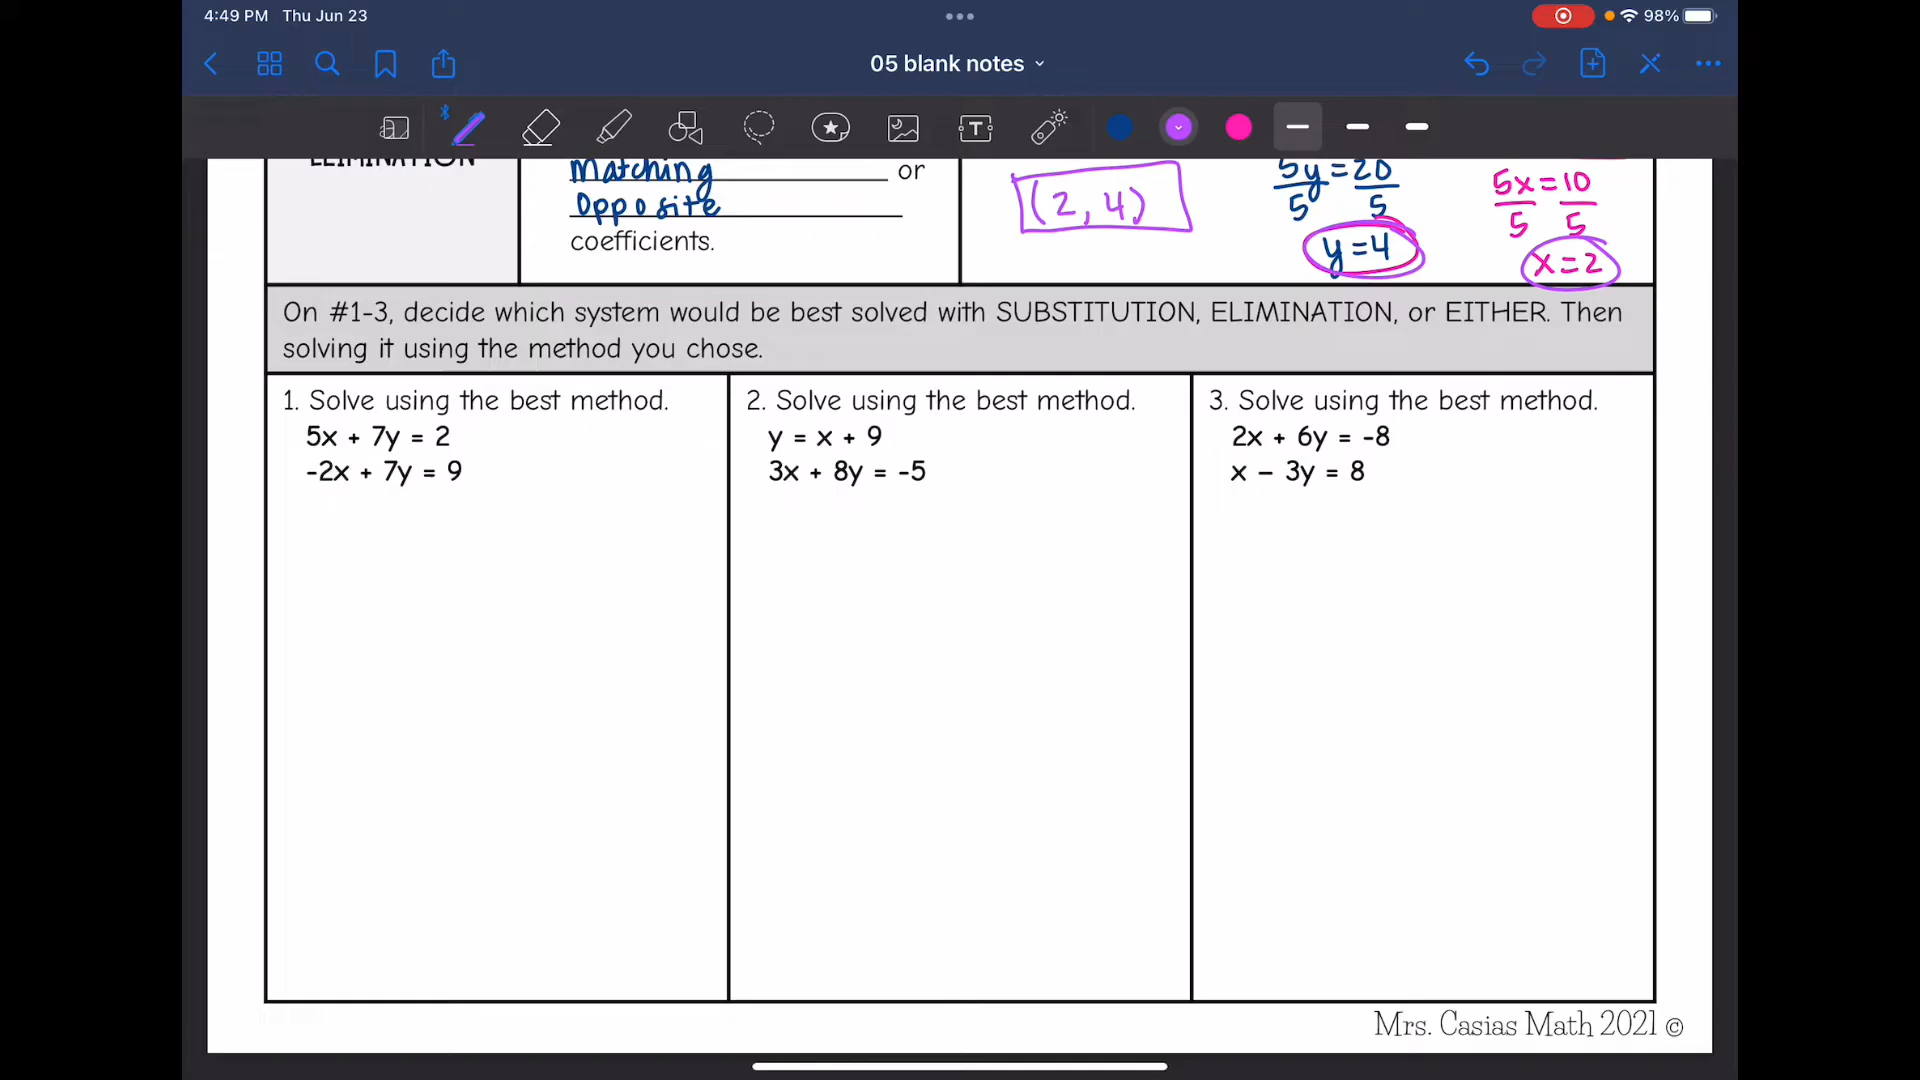 4:49 PM Thu Jun 23
98%
05 blank notes
ELIMINATION
Matching or
Opposite
coefficients.
(2, 4)
5y = 20
5 5
y = 4
5x = 10
5 5
x = 2
On #1-3, decide which system would be best solved with SUBSTITUTION, ELIMINATION, or EITHER. Then
solving it using the method you chose.
1. Solve using the best method.
5x + 7y = 2
-2x + 7y = 9
2. Solve using the best method.
y = x + 9
3x + 8y = -5
3. Solve using the best method.
2x + 6y = -8
x – 3y = 8
Mrs. Casias Math 2021 ©